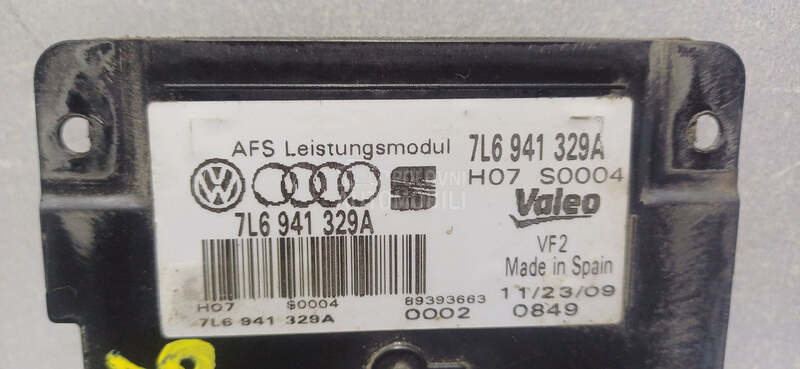 AFS Leistungsmodul 7L6 941 329A
H07 S0004
7L6 941 329A
Valeo
VF2
Made in Spain
H07 S0004 89393663
11/23/09
7L6 941 329A 0002 0849